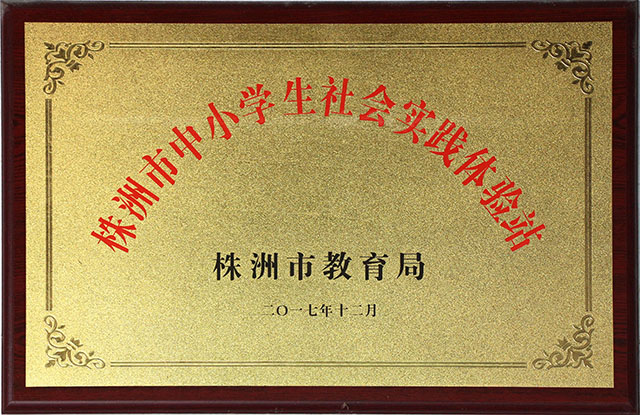 株洲市中小学生社会实践体验站
株洲市教育局
二〇一七年十二月